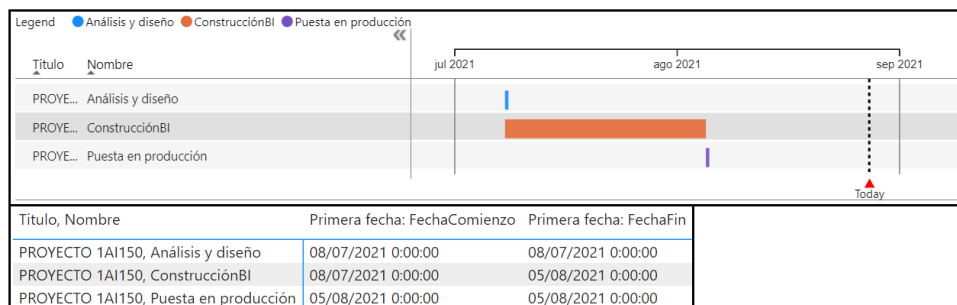 Legend Análisis y diseño ConstrucciónBI Puesta en producción
jul 2021 ago 2021 sep 2021
Título Nombre
PROYE... Análisis y diseño
PROYE... ConstrucciónBI
PROYE... Puesta en producción
Today
Titulo, Nombre Primera fecha: FechaComienzo Primera fecha: FechaFin
PROYECTO 1AI150, Análisis y diseño 08/07/2021 0:00:00 08/07/2021 0:00:00
PROYECTO 1AI150, ConstrucciónBI 08/07/2021 0:00:00 05/08/2021 0:00:00
PROYECTO 1AI150, Puesta en producción 05/08/2021 0:00:00 05/08/2021 0:00:00